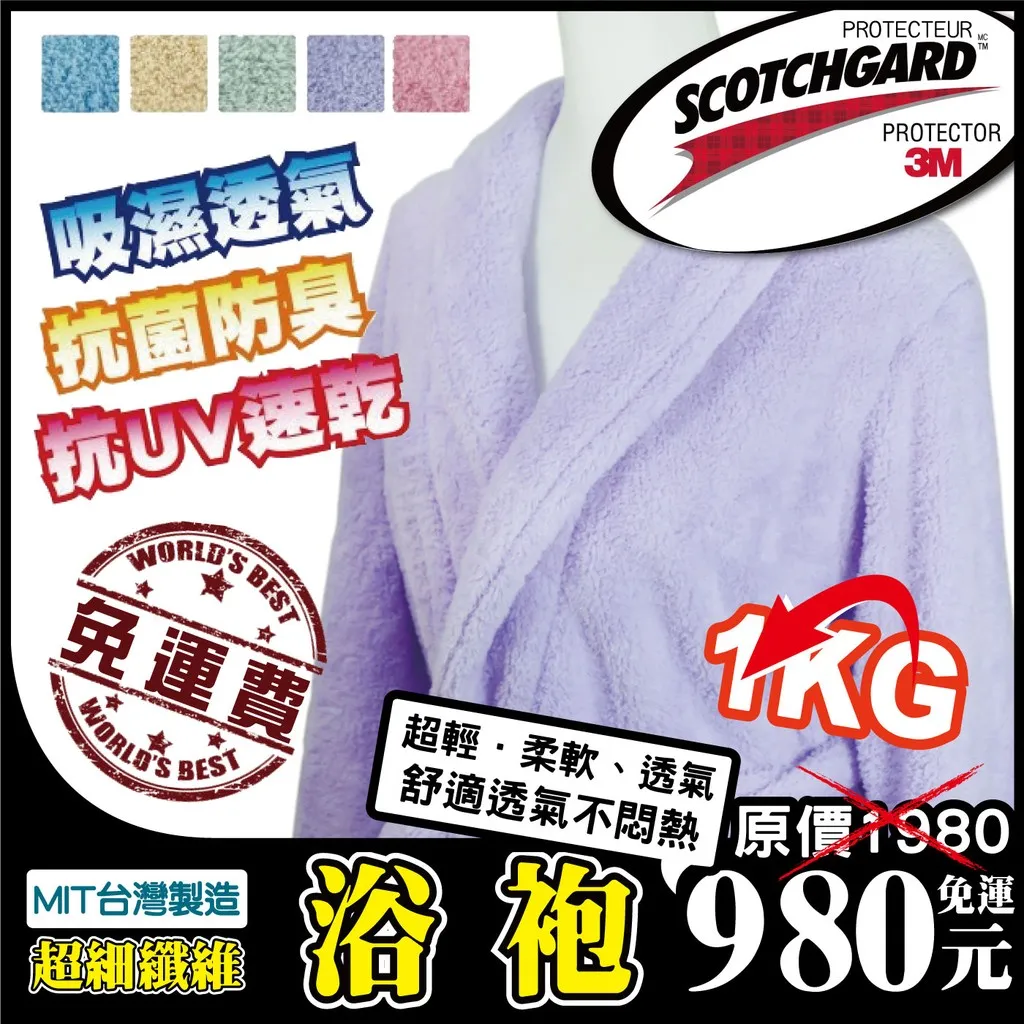 PROTECTEUR
MC
TM
SCOTCHGARD
PROTECTOR
3M
吸濕透氣
抗菌防臭
抗UV速乾
WORLD'S BEST
免運費
WORLD'S BEST
1KG
超輕·柔軟、透氣
舒適透氣不悶熱
原價1980
MIT台灣製造
超細纖維
浴袍
980元
免運